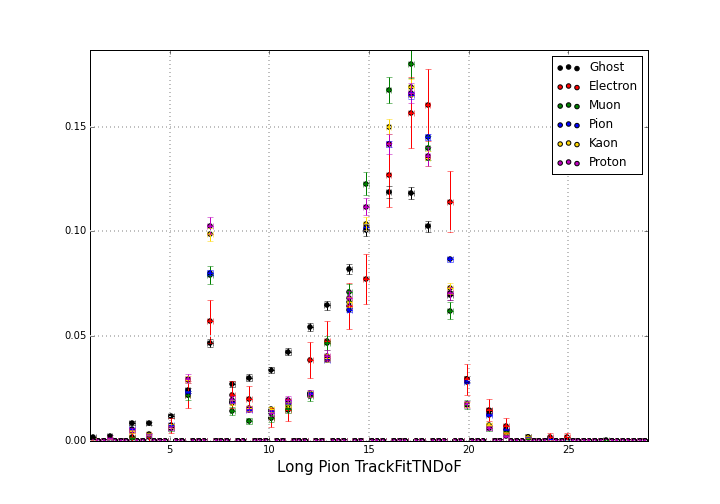 Ghost
Electron
Muon
Pion
Kaon
Proton
0.15
0.10
0.05
0.00
5 10 15 20 25
Long Pion TrackFitTNDoF